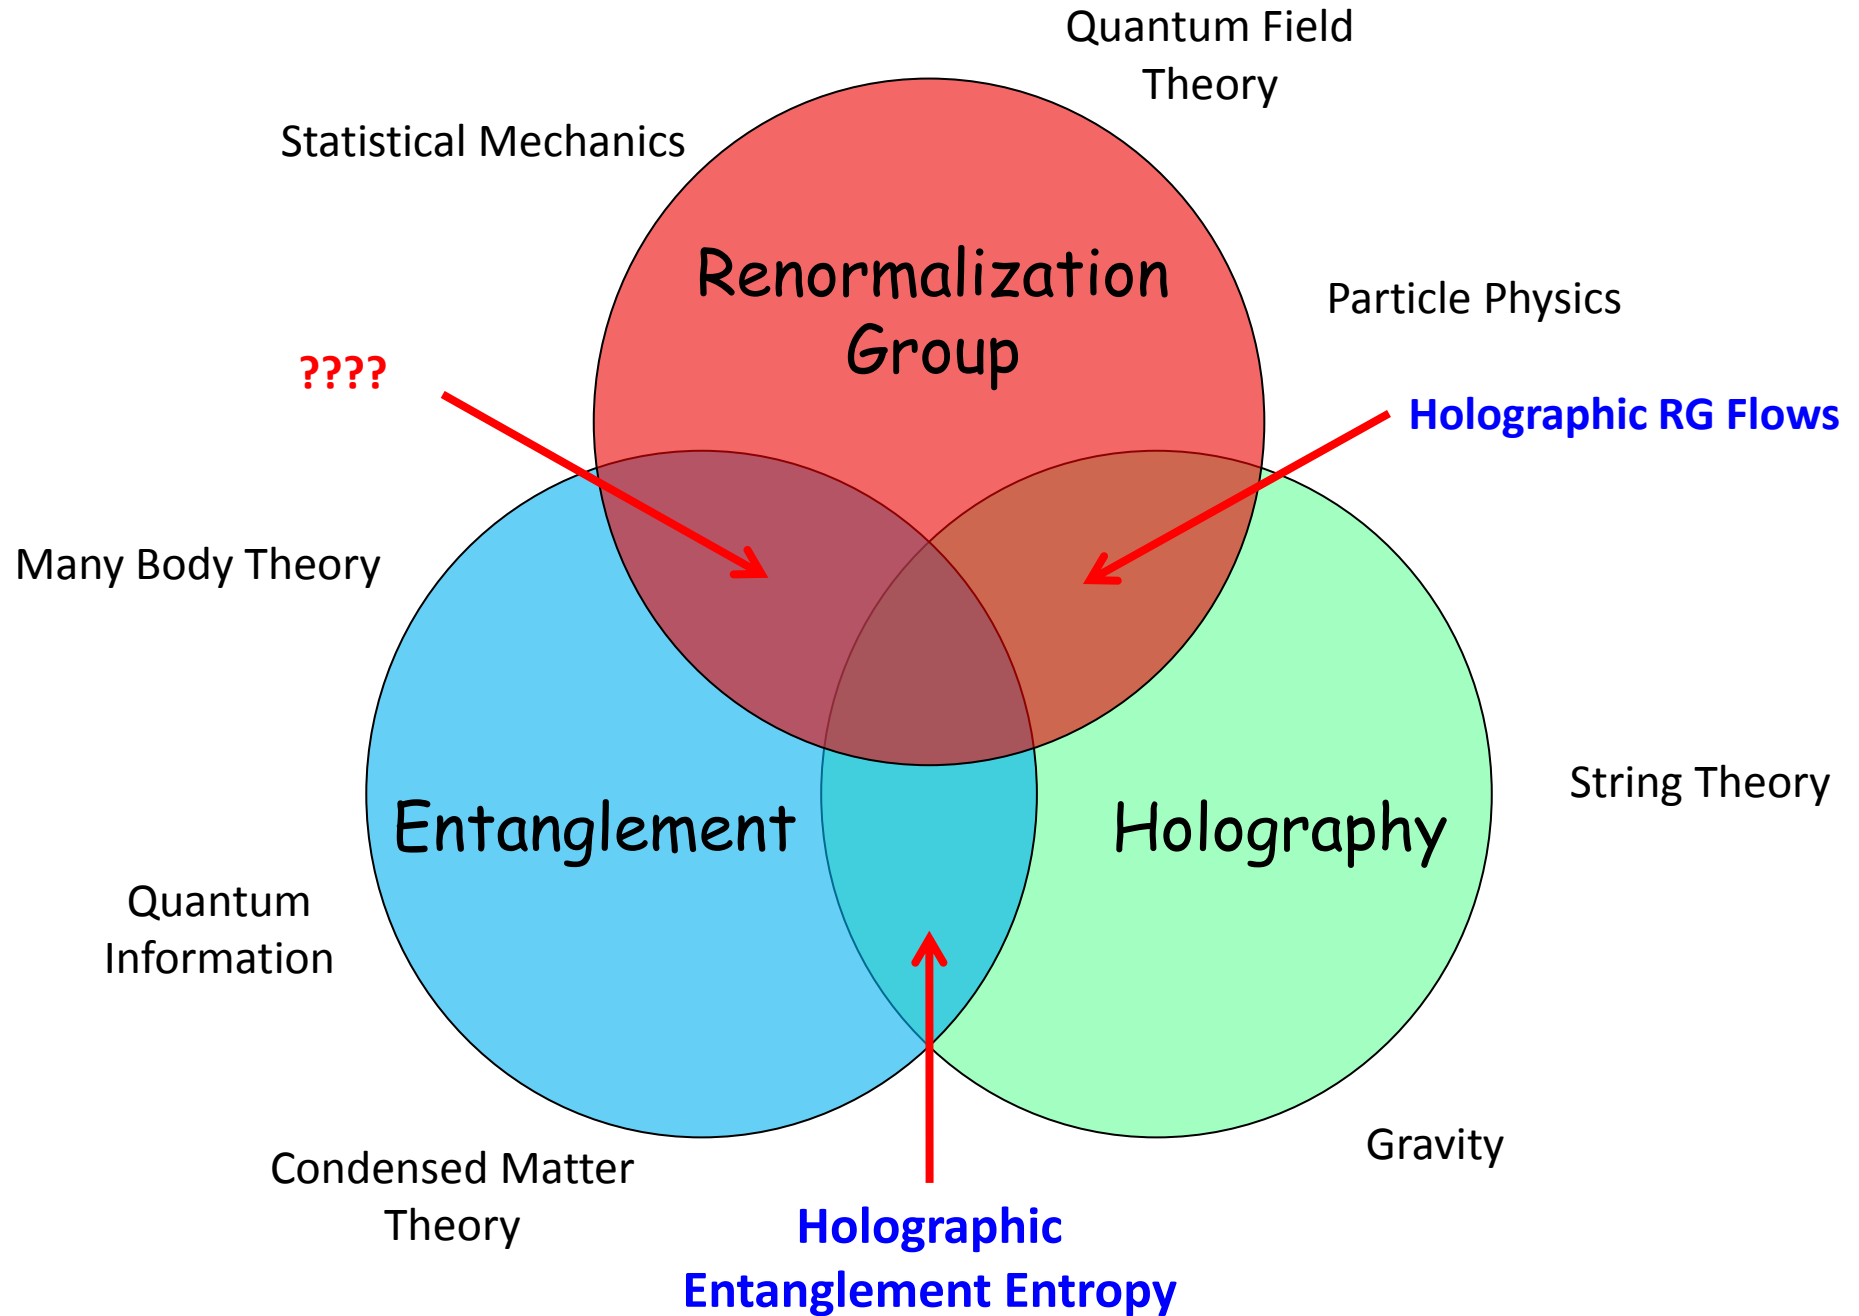 Quantum Field
Theory
Statistical Mechanics
Renormalization
Group
Particle Physics
????
Holographic RG Flows
Many Body Theory
String Theory
Entanglement
Holography
Quantum
Information
Gravity
Condensed Matter
Theory
Holographic
Entanglement Entropy